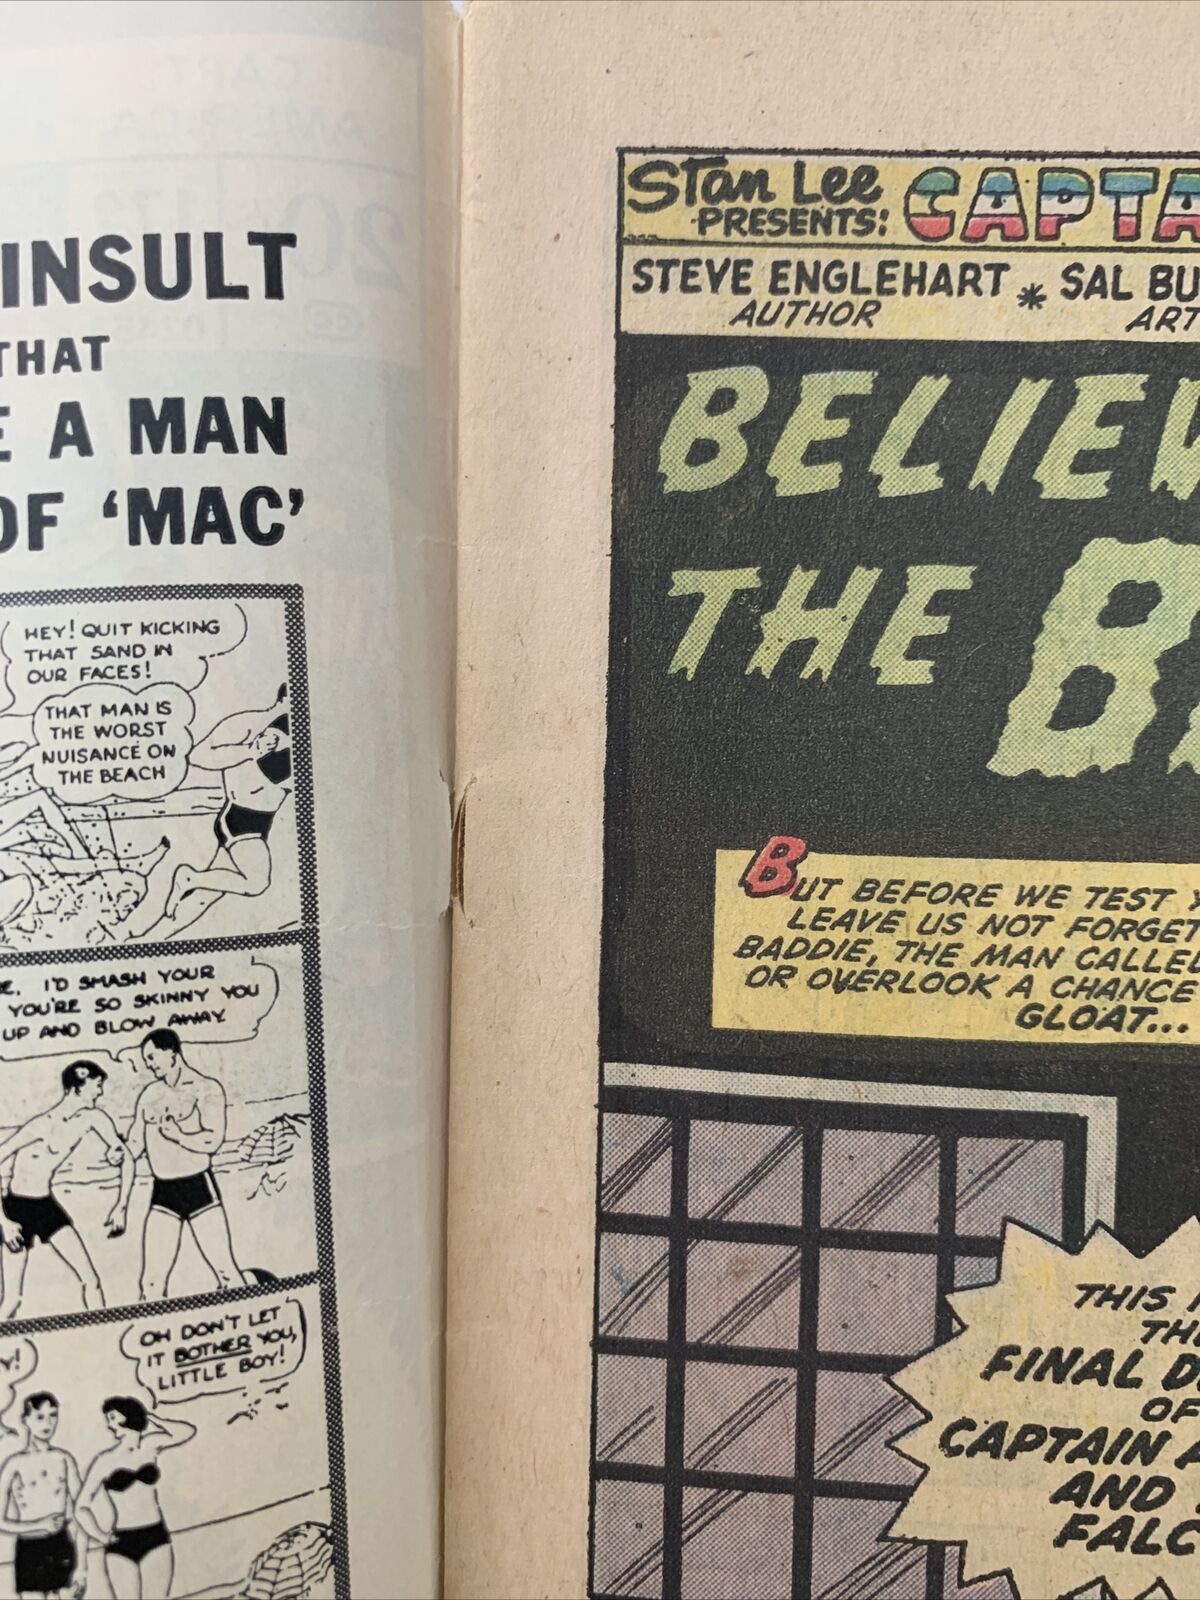 INSULT
THAT
E A MAN
OF 'MAC'
HEY! QUIT KICKING
THAT SAND IN
OUR FACES!
THAT MAN IS
THE WORST
NUISANCE ON
THE BEACH
I'D SMASH YOUR
YOU'RE SO SKINNY YOU
UP AND BLOW AWAY.
OH DON'T LET
IT BOTHER YOU,
LITTLE BOY!
Stan Lee
PRESENTS:
CAPTA
STEVE ENGLEHART * SAL BU
AUTHOR ART
BELIEV
THE B
BUT BEFORE WE TEST
LEAVE US NOT FORGET
BADDIE, THE MAN CALLED
OR OVERLOOK A CHANCE
GLOAT...
THIS
THE
FINAL D
OF
CAPTAIN A
AND
FALC